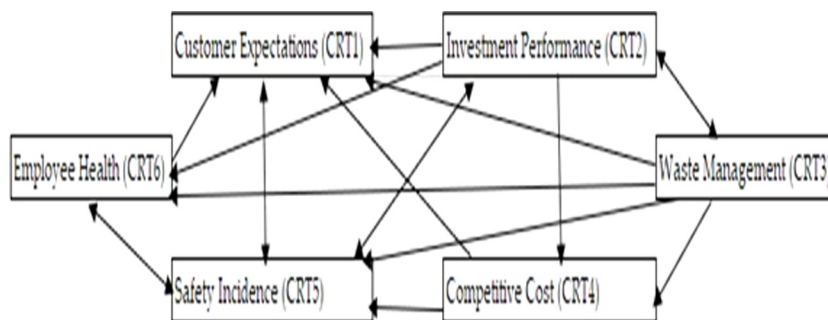 Customer Expectations (CRT1)
Investment Performance (CRT2)
Employee Health (CRT6)
Waste Management (CRT3)
Safety Incidence (CRT5)
Competitive Cost (CRT4)